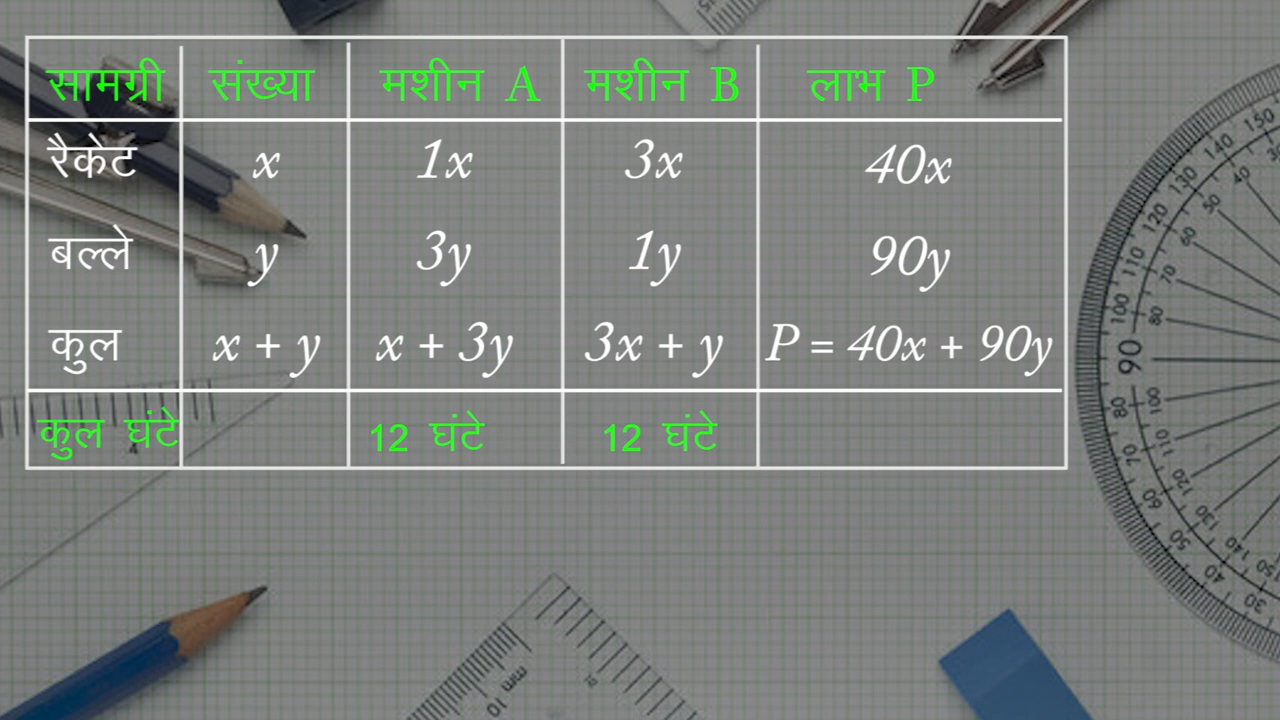 सामग्री संख्या मशीन A मशीन B लाभ P
रैकेट x 1x 3x 40x
बल्ले y 3y 1y 90y
कुल x + y x + 3y 3x + y P = 40x + 90y
कुल घंटे 12 घंटे 12 घंटे